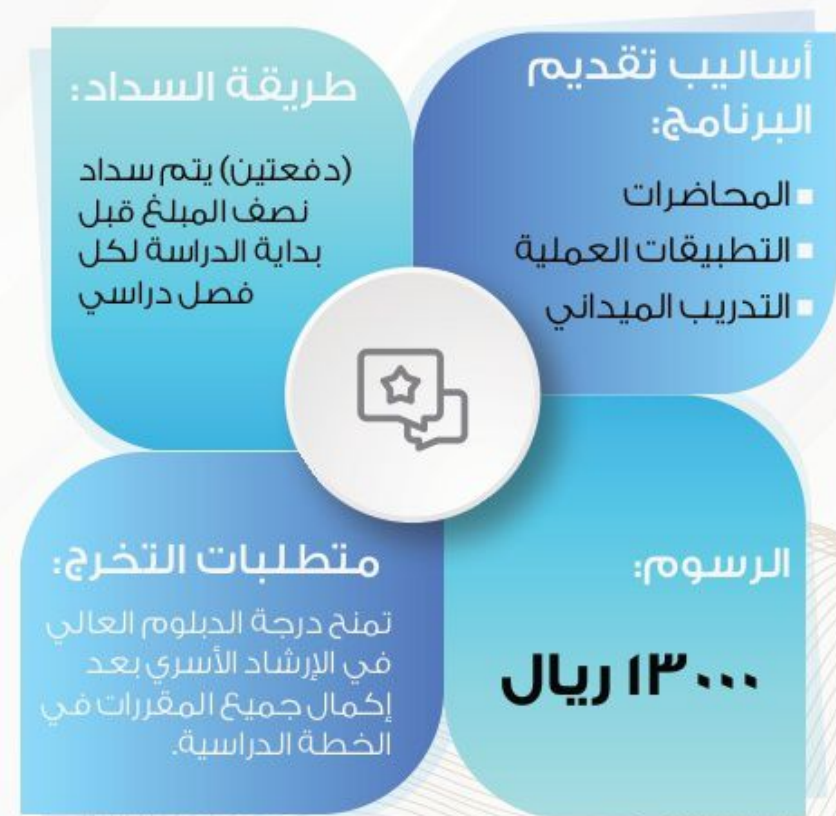 أساليب تقديم
البرنامج:
المحاضرات
التطبيقات العملية
التدريب الميداني
طريقة السداد:
(دفعتين) يتم سداد
نصف المبلغ قبل
بداية الدراسة لكل
فصل دراسي
الرسوم:
١٣٠٠٠ ريال
متطلبات التخرج:
تمنح درجة الدبلوم العالي
في الإرشاد الأسري بعد
إكمال جميع المقررات في
الخطة الدراسية.